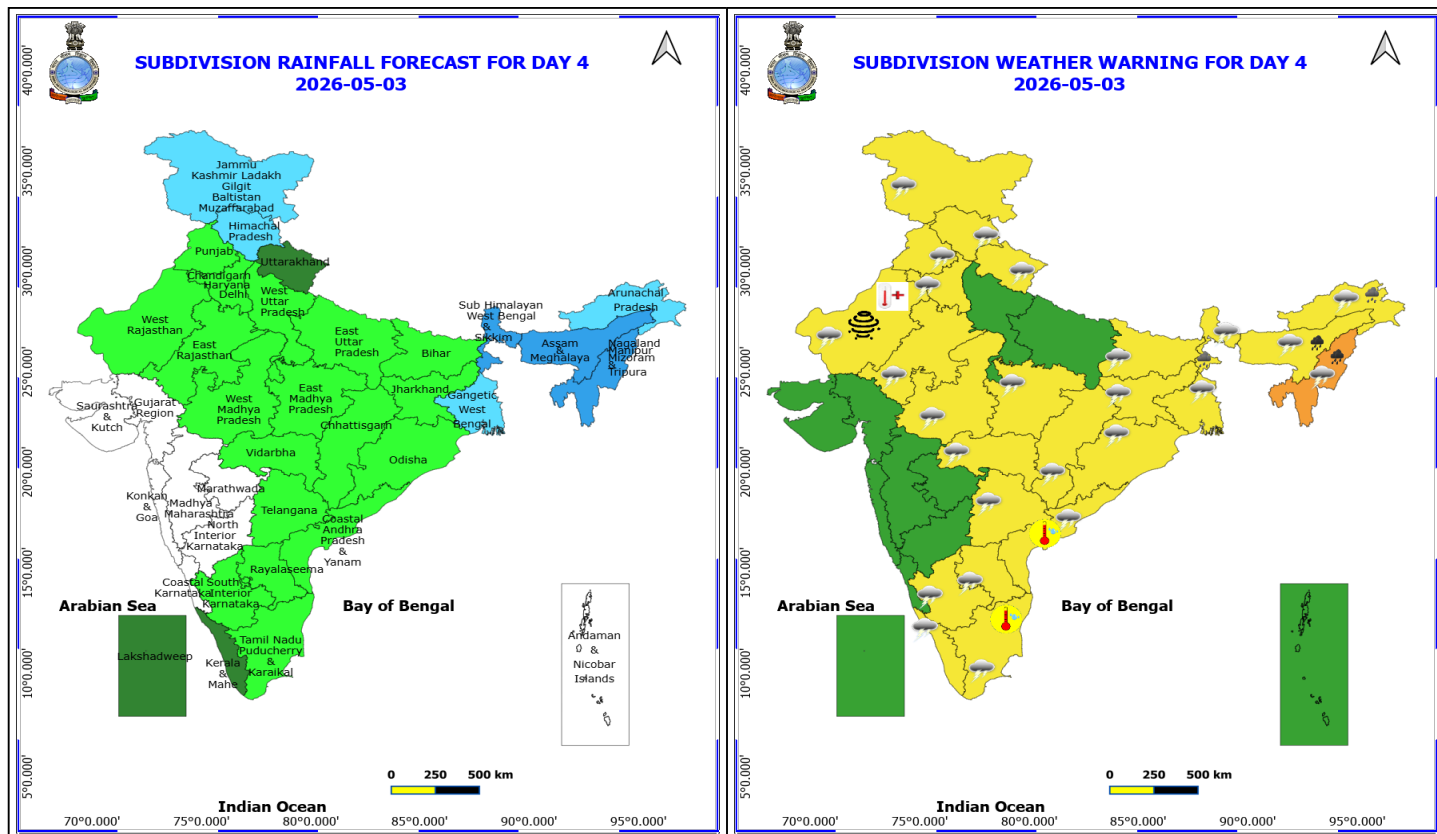 SUBDIVISION RAINFALL FORECAST FOR DAY 4
2026-05-03
40°0.000'
35°0.000'
30°0.000'
25°0.000'
20°0.000'
15°0.000'
10°0.000'
5°0.000'
Jammu
Kashmir Ladakh
Gilgit
Baltistan
Muzaffarabad
Himachal
Pradesh
Punjab
Uttarakhand
Chandigarh
Haryana
Delhi
West
Uttar
Pradesh
Arunachal
Pradesh
Sub Himalayan
West Bengal
&
Sikkim
West
Rajasthan
East
Rajasthan
East
Uttar
Pradesh
Bihar
Assam
&
Meghalaya
Nagaland
Manipur
Mizoram
&
Tripura
Saurashtra
&
Kutch
Gujarat
Region
West
Madhya
Pradesh
East
Madhya
Pradesh
Jharkhand
Gangetic
West
Bengal
Chhattisgarh
Vidarbha
Odisha
Konkan
&
Goa
Marathwada
Madhya
Maharashtra
North
Interior
Karnataka
Telangana
Coastal
Andhra
Pradesh
&
Yanam
Rayalaseema
Coastal
Karnataka
South
Interior
Karnataka
Arabian Sea
Bay of Bengal
Lakshadweep
Kerala
&
Mahe
Tamil Nadu
Puducherry
&
Karaikal
Andaman
&
Nicobar
Islands
0 250 500 km
Indian Ocean
70°0.000' 75°0.000' 80°0.000' 85°0.000' 90°0.000' 95°0.000'
SUBDIVISION WEATHER WARNING FOR DAY 4
2026-05-03
40°0.000'
35°0.000'
30°0.000'
25°0.000'
20°0.000'
15°0.000'
10°0.000'
5°0.000'
Arabian Sea
Bay of Bengal
0 250 500 km
Indian Ocean
70°0.000' 75°0.000' 80°0.000' 85°0.000' 90°0.000' 95°0.000'